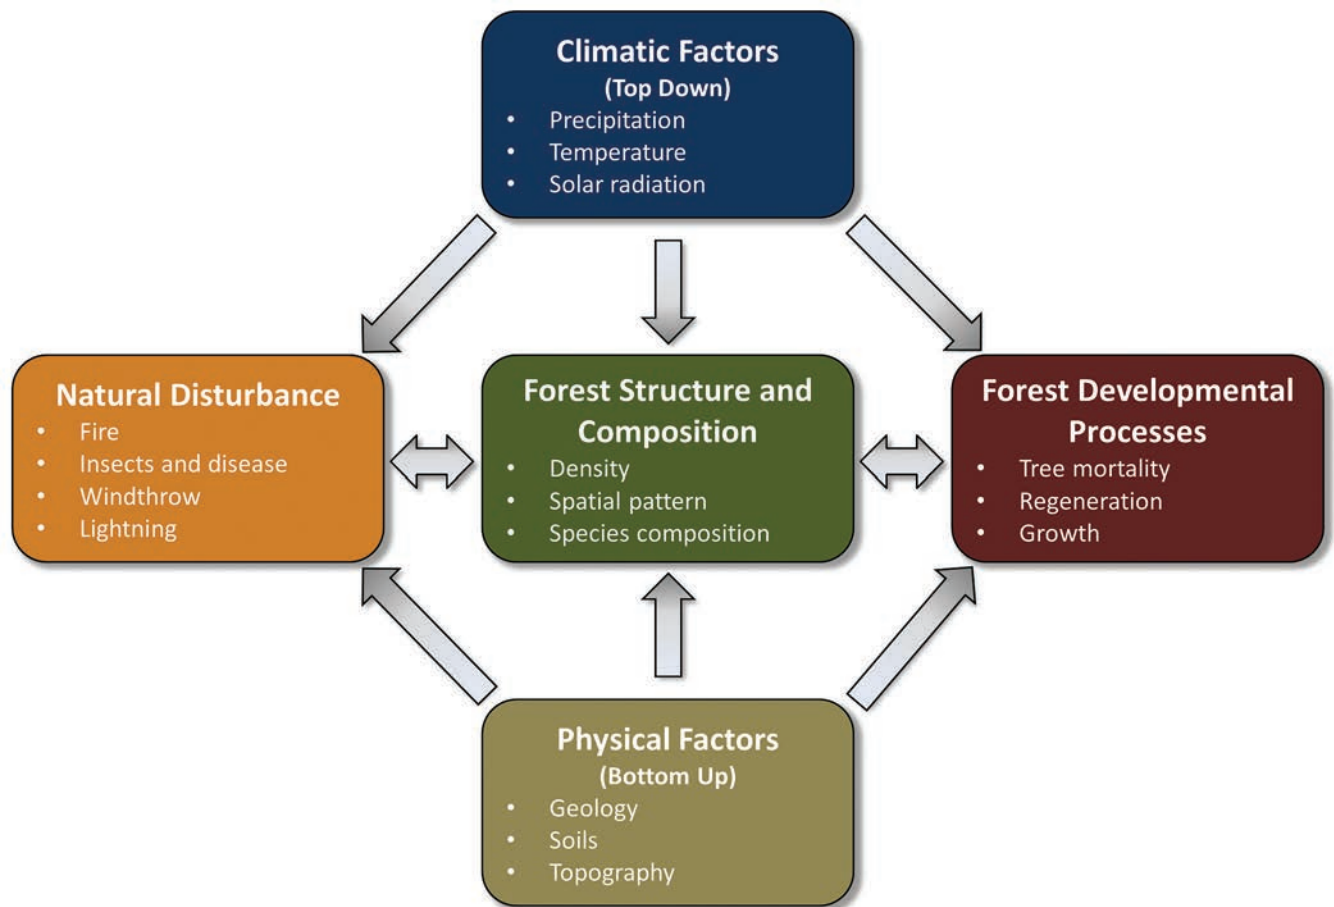 Climatic Factors
(Top Down)
• Precipitation
• Temperature
• Solar radiation
Natural Disturbance
• Fire
• Insects and disease
• Windthrow
• Lightning
Forest Structure and
Composition
• Density
• Spatial pattern
• Species composition
Forest Developmental
Processes
• Tree mortality
• Regeneration
• Growth
Physical Factors
(Bottom Up)
• Geology
• Soils
• Topography